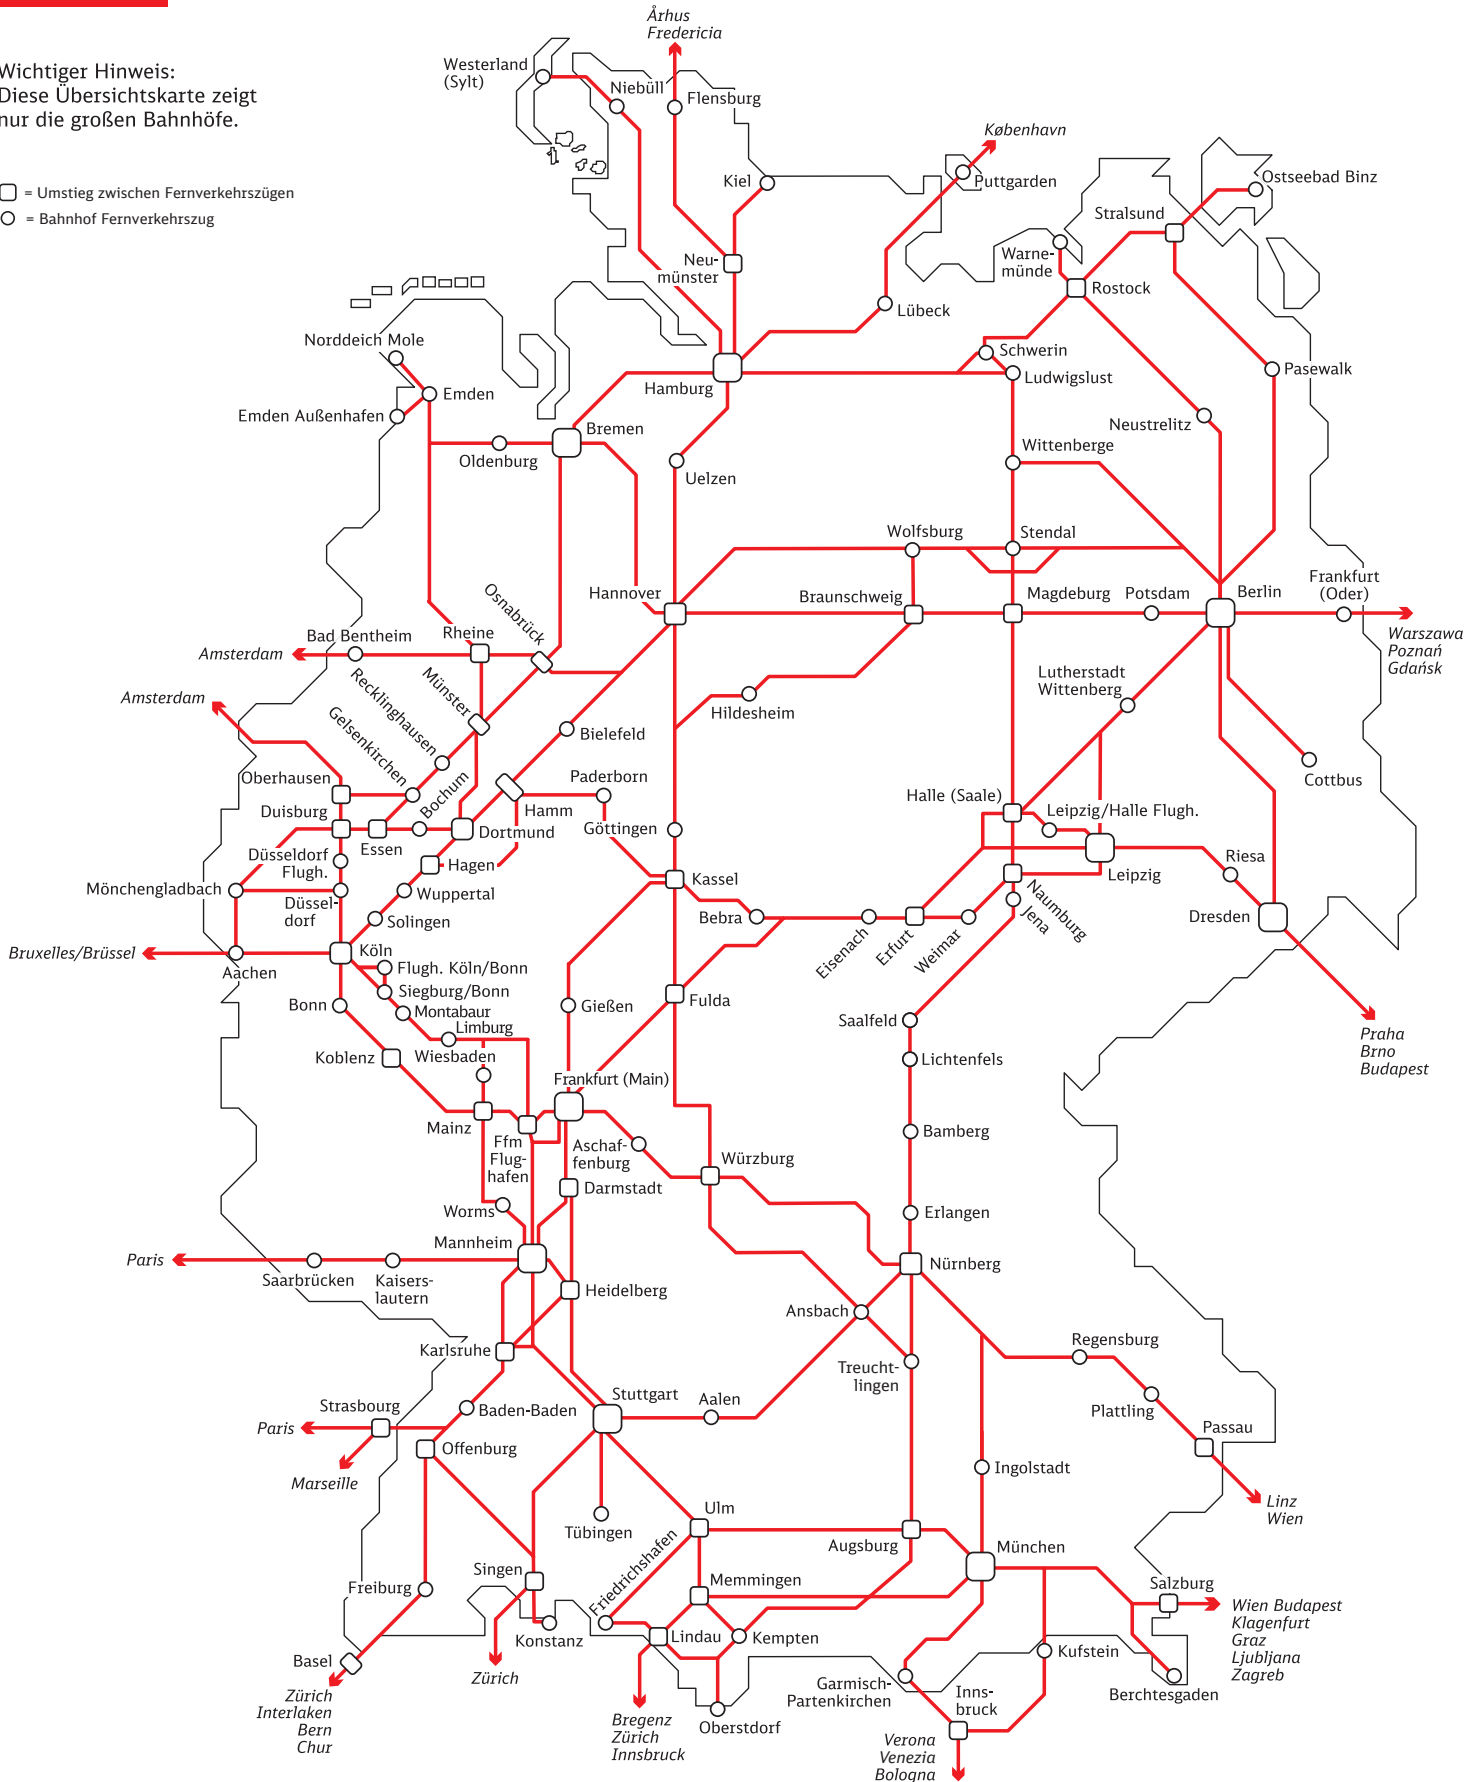 Århus
Fredericia
Wichtiger Hinweis:
Diese Übersichtskarte zeigt
nur die großen Bahnhöfe.
Westerland
(Sylt)
Niebüll
Flensburg
København
= Umstieg zwischen Fernverkehrszügen
= Bahnhof Fernverkehrszug
Kiel
Puttgarden
Ostseebad Binz
Stralsund
Neu-
münster
Warne-
münde
Rostock
Lübeck
Norddeich Mole
Schwerin
Hamburg
Ludwigslust
Pasewalk
Emden
Emden Außenhafen
Bremen
Neustrelitz
Oldenburg
Wittenberge
Uelzen
Wolfsburg
Stendal
Hannover
Braunschweig
Magdeburg
Potsdam
Berlin
Frankfurt
(Oder)
Osnabrück
Bad Bentheim
Rheine
Warszawa
Poznań
Gdańsk
Amsterdam
Amsterdam
Recklinghausen
Münster
Lutherstadt
Wittenberg
Gelsenkirchen
Hildesheim
Bielefeld
Oberhausen
Bochum
Paderborn
Cottbus
Duisburg
Hamm
Halle (Saale)
Leipzig/Halle Flugh.
Essen
Dortmund
Göttingen
Düsseldorf
Flugh.
Hagen
Riesa
Mönchengladbach
Wuppertal
Kassel
Leipzig
Düssel-
dorf
Solingen
Bebra
Naumburg
Jena
Dresden
Bruxelles/Brüssel
Köln
Eisenach
Erfurt
Weimar
Aachen
Flugh. Köln/Bonn
Siegburg/Bonn
Bonn
Montabaur
Gießen
Fulda
Limburg
Saalfeld
Koblenz
Wiesbaden
Lichtenfels
Praha
Brno
Budapest
Frankfurt (Main)
Mainz
Ffm
Flug-
hafen
Aschaf-
fenburg
Bamberg
Würzburg
Darmstadt
Worms
Erlangen
Mannheim
Paris
Saarbrücken
Kaisers-
lautern
Nürnberg
Heidelberg
Ansbach
Karlsruhe
Regensburg
Treucht-
lingen
Strasbourg
Baden-Baden
Stuttgart
Aalen
Plattling
Paris
Passau
Offenburg
Marseille
Ingolstadt
Linz
Wien
Tübingen
Ulm
Augsburg
München
Singen
Friedrichshafen
Freiburg
Memmingen
Salzburg
Wien Budapest
Klagenfurt
Graz
Ljubljana
Zagreb
Konstanz
Lindau
Kempten
Basel
Kufstein
Zürich
Garmisch-
Partenkirchen
Berchtesgaden
Inns-
bruck
Zürich
Interlaken
Bern
Chur
Bregenz
Zürich
Innsbruck
Oberstdorf
Verona
Venezia
Bologna